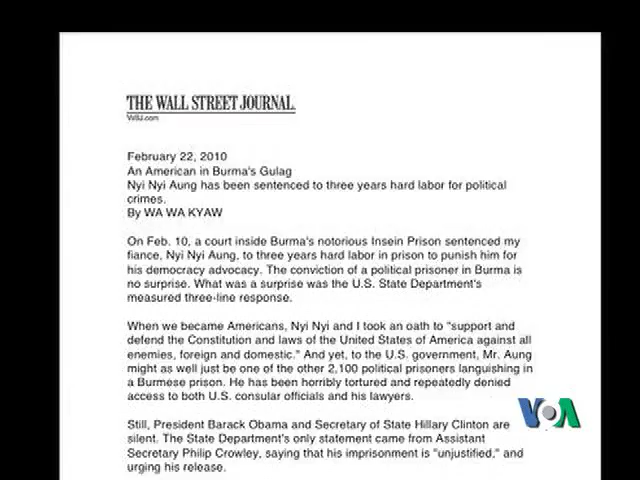 THE WALL STREET JOURNAL.
WSJ.com
February 22, 2010
An American in Burma's Gulag
Nyi Nyi Aung has been sentenced to three years hard labor for political
crimes.
By WA WA KYAW
On Feb. 10, a court inside Burma's notorious Insein Prison sentenced my
fiance, Nyi Nyi Aung, to three years hard labor in prison to punish him for
his democracy advocacy. The conviction of a political prisoner in Burma is
no surprise. What was a surprise was the U.S. State Department's
measured three-line response.
When we became Americans, Nyi Nyi and I took an oath to "support and
defend the Constitution and laws of the United States of America against all
enemies, foreign and domestic." And yet, to the U.S. government, Mr. Aung
might as well just be one of the other 2,100 political prisoners languishing in
a Burmese prison. He has been horribly tortured and repeatedly denied
access to both U.S. consular officials and his lawyers.
VOA
Still, President Barack Obama and Secretary of State Hillary Clinton are
silent. The State Department's only statement came from Assistant
Secretary Philip Crowley, saying that his imprisonment is "unjustified," and
urging his release.